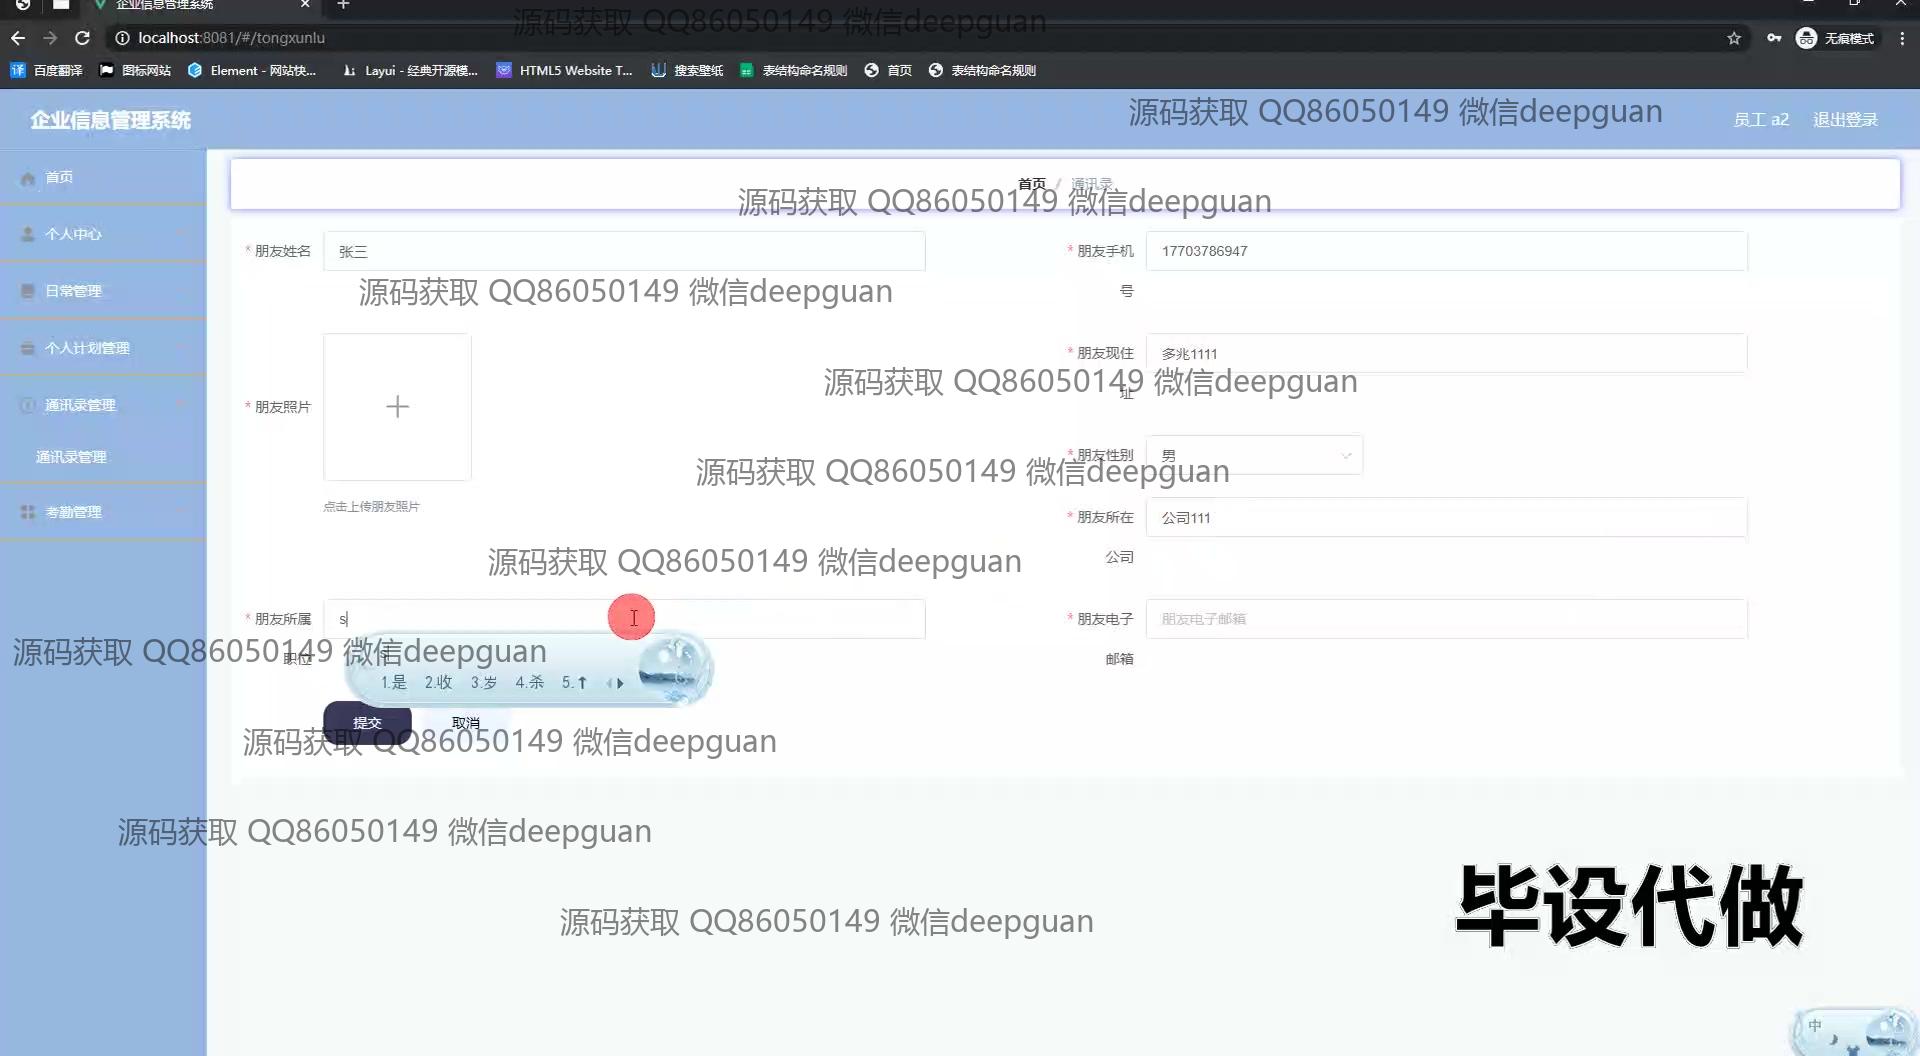 企业信息管理系统
源码获取 QQ86050149 微信deepguan
localhost:8081/#/tongxunlu
无痕模式
百度翻译
图标网站
Element - 网站快...
Layui - 经典开源模...
HTML5 Website T...
搜索壁纸
表结构命名规则
首页
表结构命名规则
企业信息管理系统
源码获取 QQ86050149 微信deepguan
员工 a2
退出登录
首页
首页 / 通讯录
源码获取 QQ86050149 微信deepguan
个人中心
* 朋友姓名 张三
* 朋友手机号 17703786947
日常管理
源码获取 QQ86050149 微信deepguan
个人计划管理
* 朋友现住址 多兆1111
源码获取 QQ86050149 微信deepguan
通讯录管理
* 朋友照片
通讯录管理
* 朋友性别 男
源码获取 QQ86050149 微信deepguan
考勤管理
点击上传朋友照片
* 朋友所在公司 公司111
源码获取 QQ86050149 微信deepguan
* 朋友所属职位 s
* 朋友电子邮箱 朋友电子邮箱
源码获取 QQ86050149 微信deepguan
1.是 2.收 3.岁 4.杀 5.↑
提交
取消
源码获取 QQ86050149 微信deepguan
源码获取 QQ86050149 微信deepguan
毕设代做
源码获取 QQ86050149 微信deepguan
中